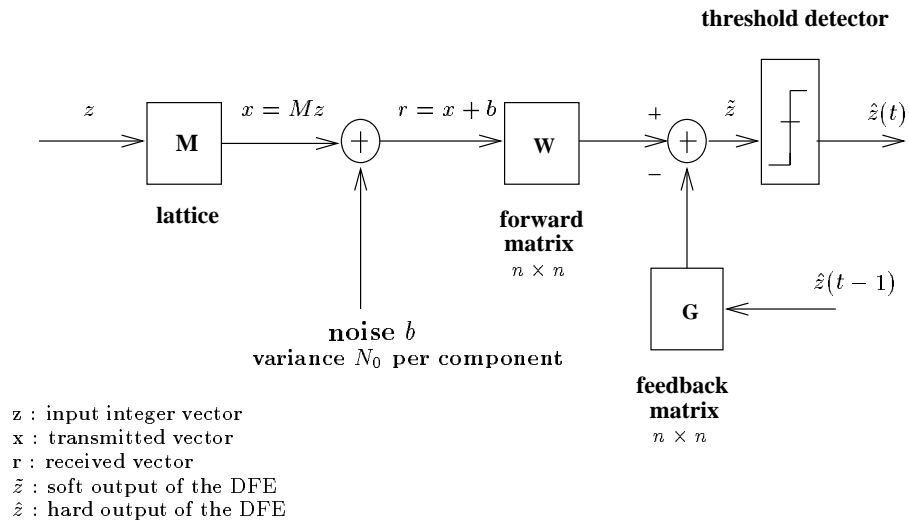 threshold detector
z
x = Mz
r = x + b
+
z̃
ẑ(t)
M
+
W
+
−
lattice
forward
matrix
n × n
ẑ(t − 1)
G
noise b
variance N₀ per component
feedback
matrix
n × n
z : input integer vector
x : transmitted vector
r : received vector
z̃ : soft output of the DFE
ẑ : hard output of the DFE